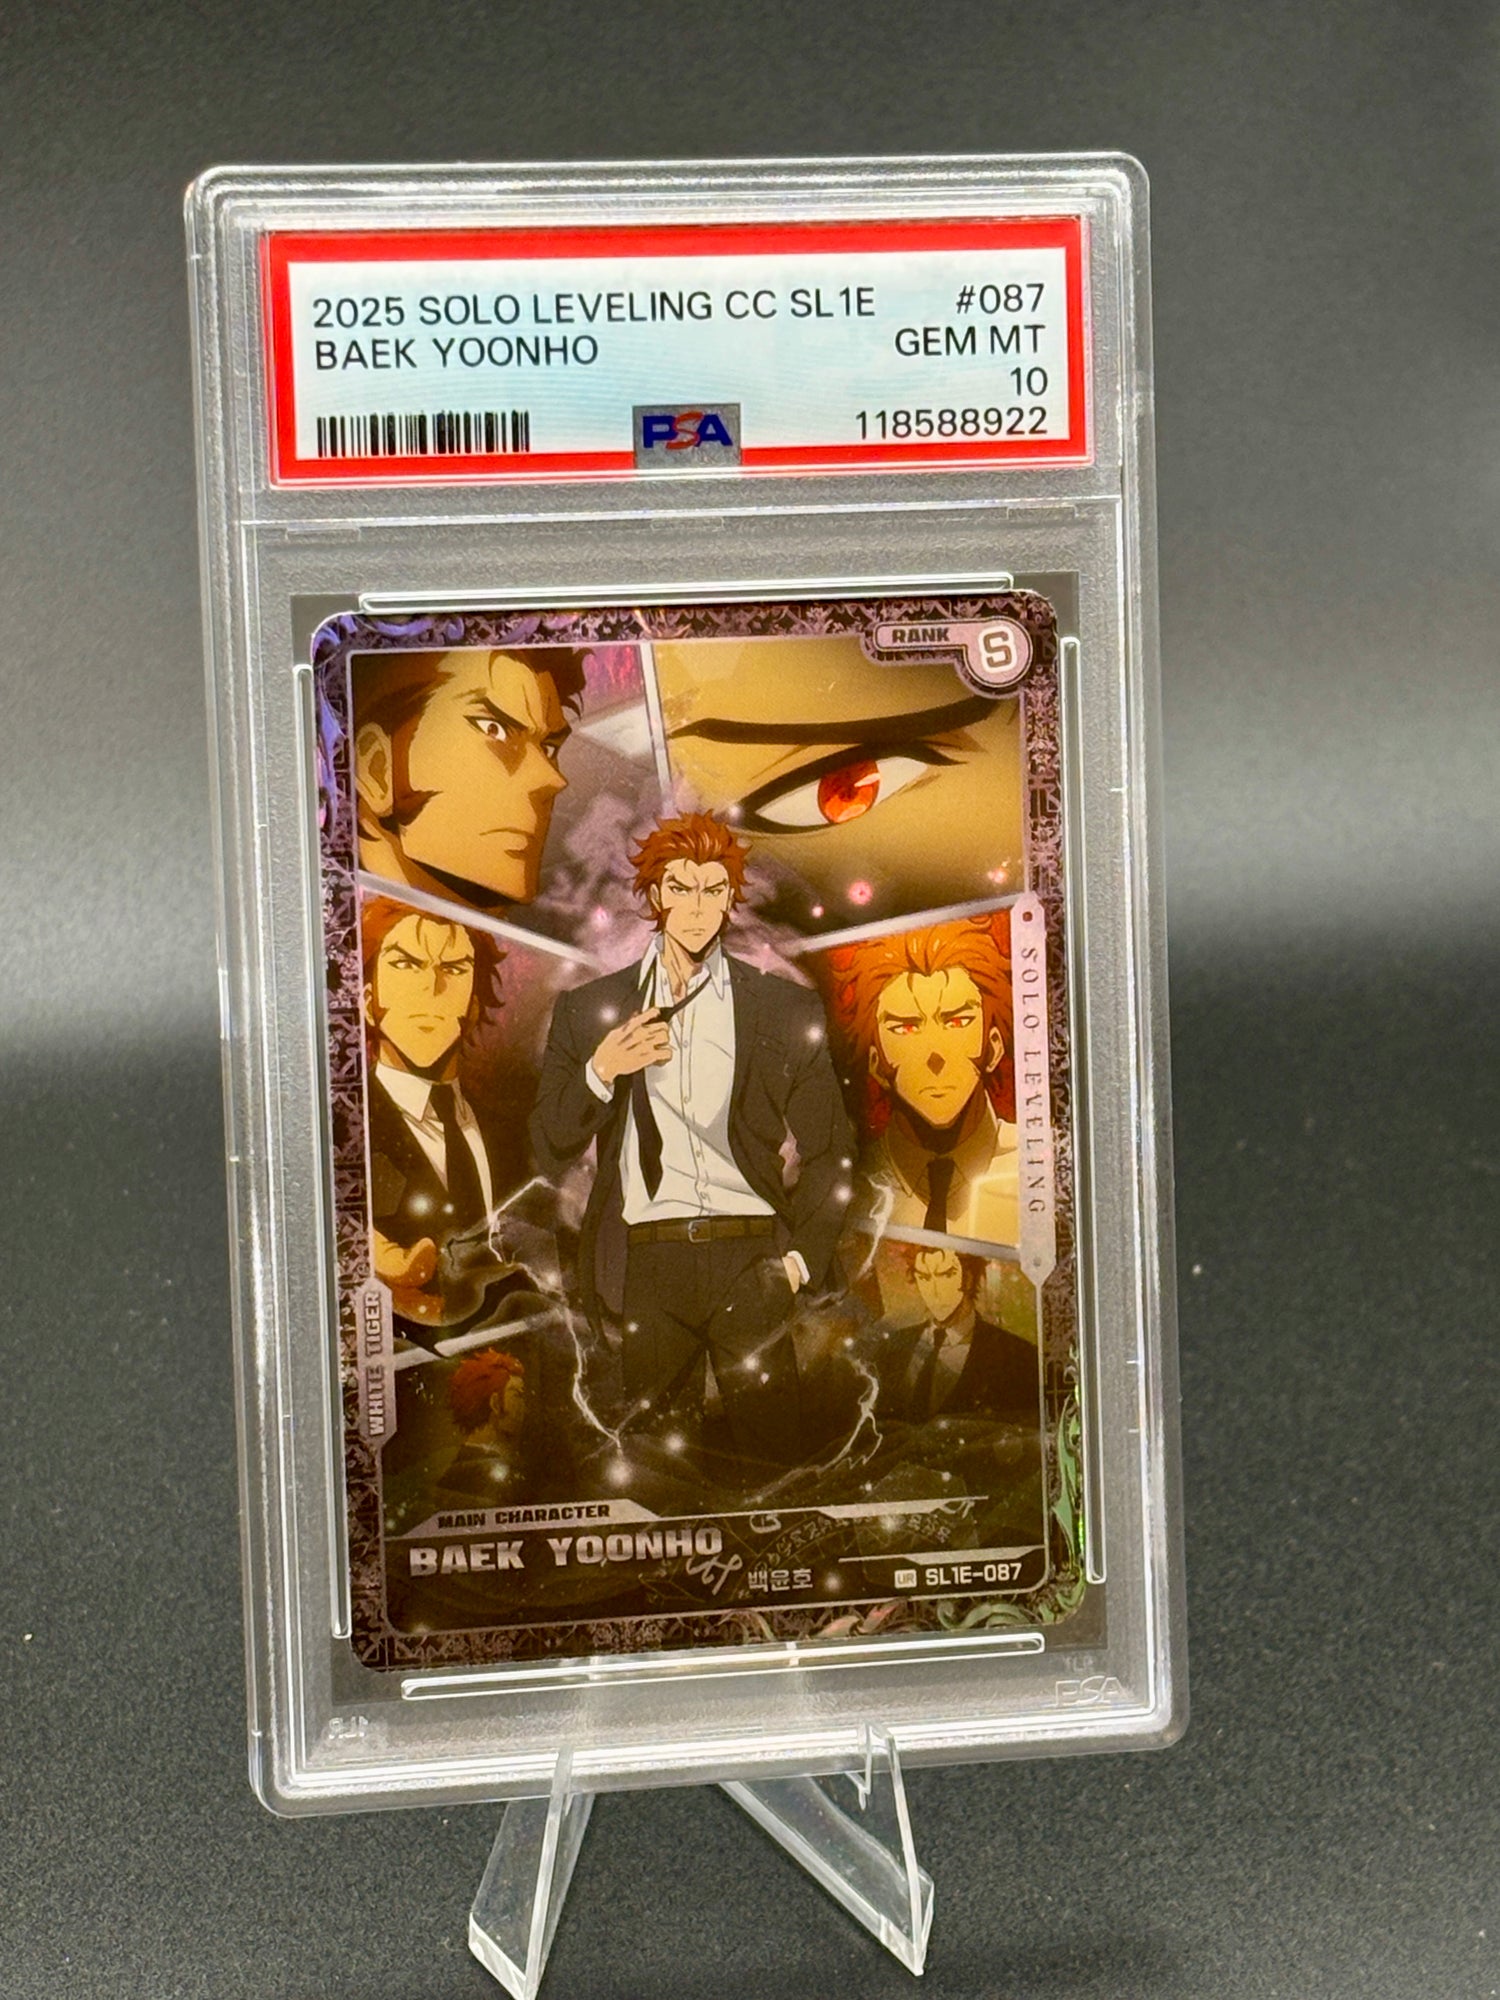 2025 SOLO LEVELING CC SL1E #087
BAEK YOONHO GEM MT
10
PSA 118588922
RANK S
SOLO LEVELING
WHITE TIGER
MAIN CHARACTER
BAEK YOONHO
백윤호
UR SL1E-087
PSA